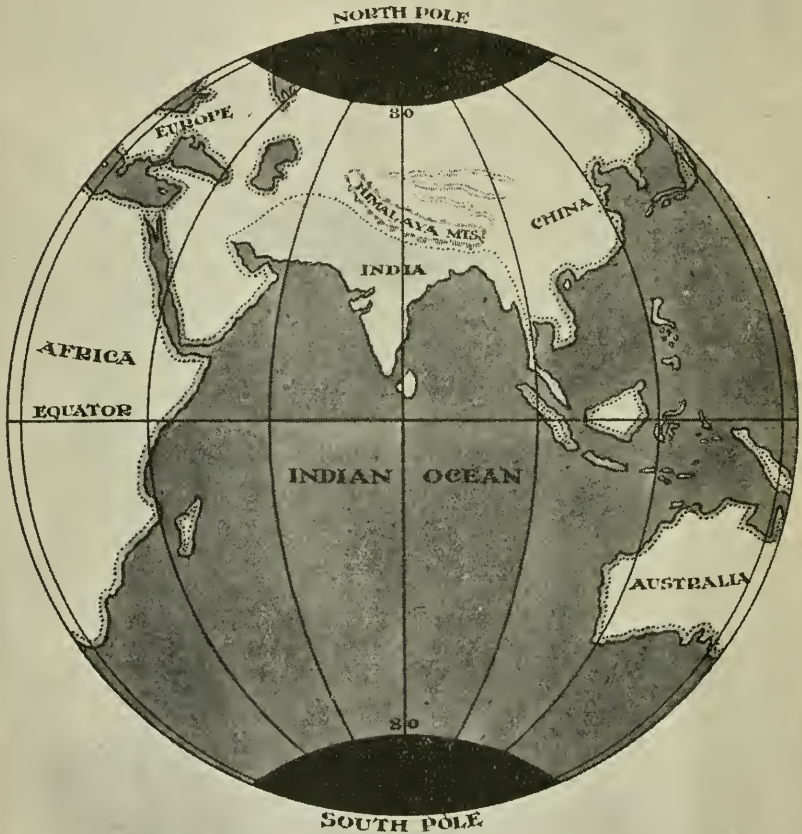 NORTH POLE
80
EUROPE
HIMALAYA MTS.
CHINA
INDIA
AFRICA
EQUATOR
INDIAN OCEAN
AUSTRALIA
80
SOUTH POLE